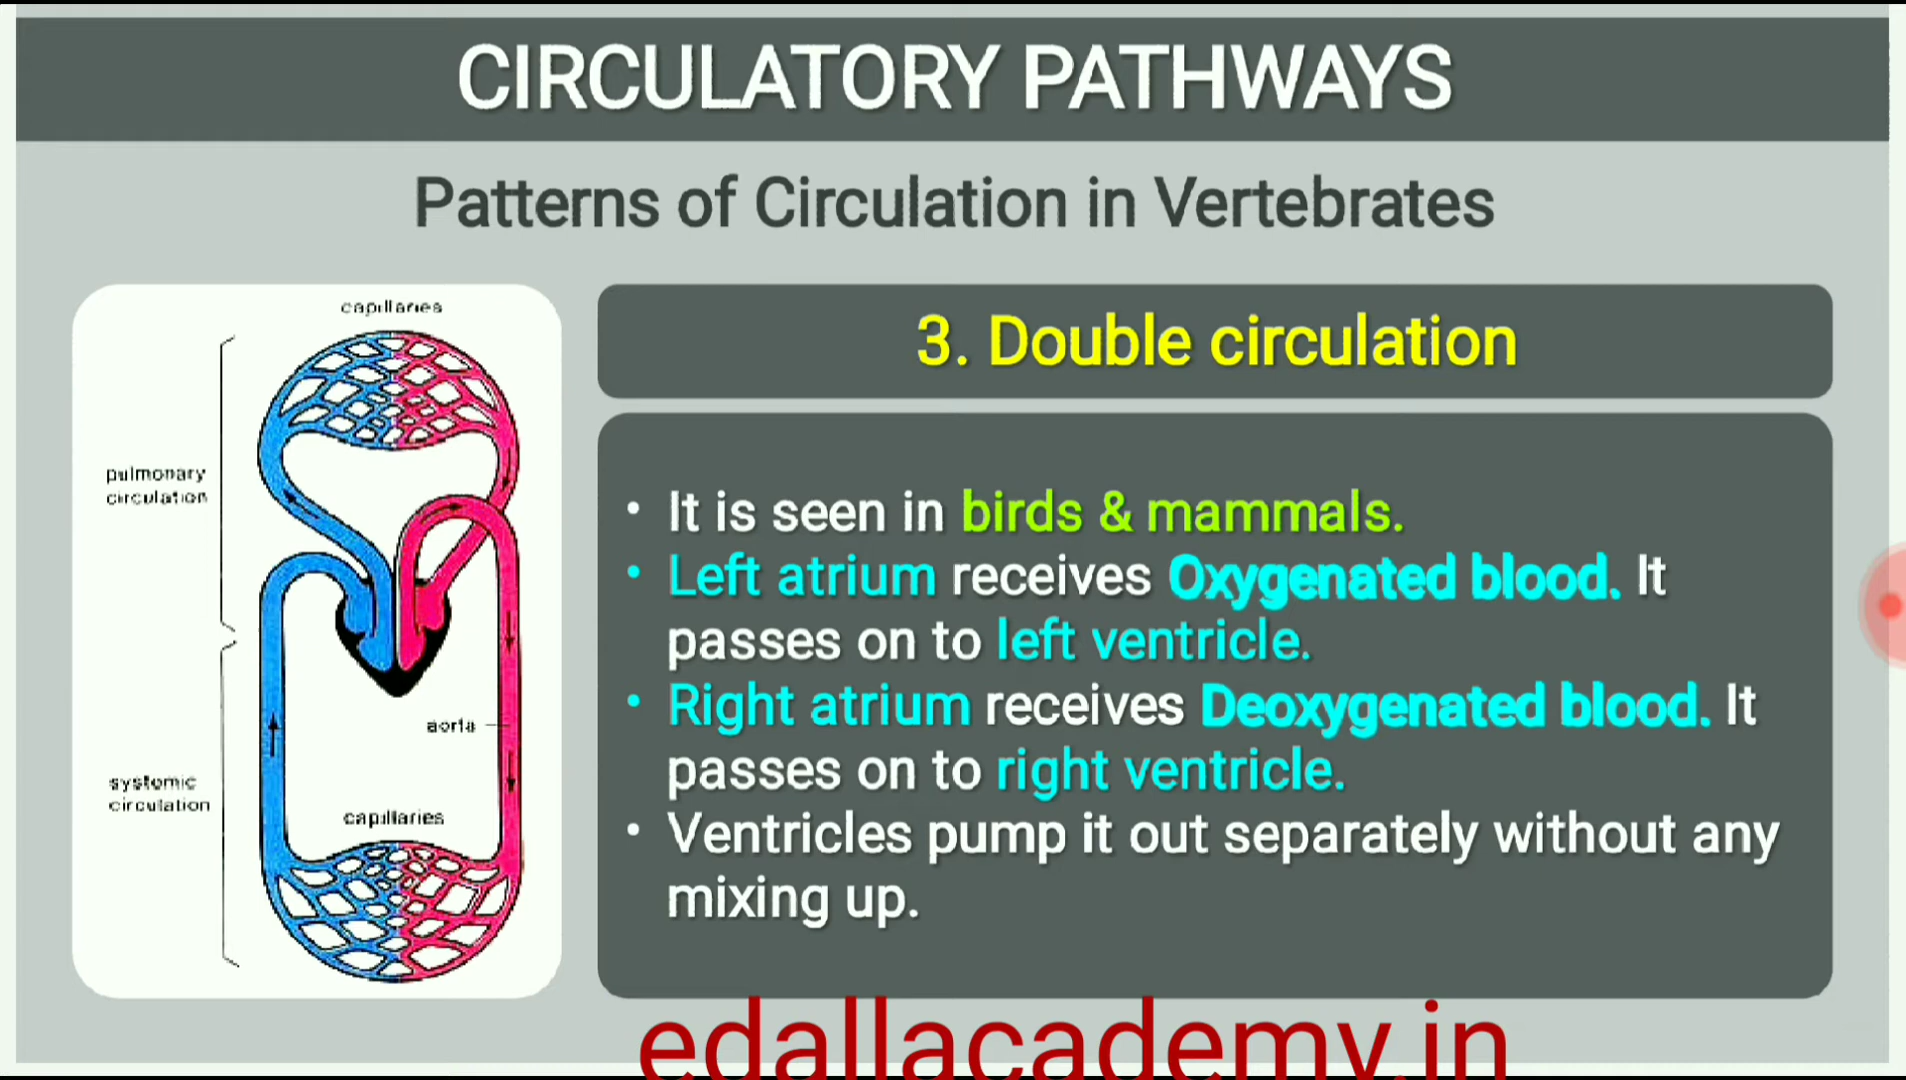 CIRCULATORY PATHWAYS
Patterns of Circulation in Vertebrates
capillaries
pulmonary
circulation
aorta
systemic
circulation
capillaries
3. Double circulation
• It is seen in birds & mammals.
• Left atrium receives Oxygenated blood. It
passes on to left ventricle.
• Right atrium receives Deoxygenated blood. It
passes on to right ventricle.
• Ventricles pump it out separately without any
mixing up.
edallacademy.in